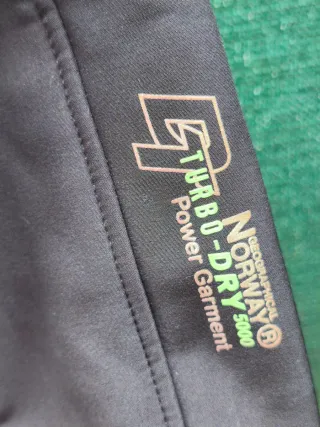 GEOGRAPHICAL
NORWAY ®
TURBO-DRY 5000
Power Garment